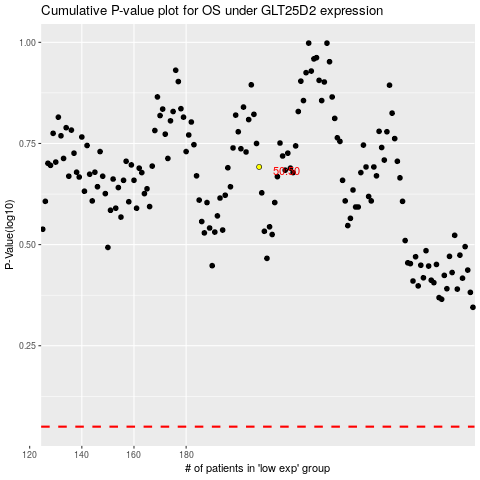 Cumulative P-value plot for OS under GLT25D2 expression
P-Value(log10)
1.00
0.75
0.50
0.25
50:50
120 140 160 180
# of patients in 'low exp' group